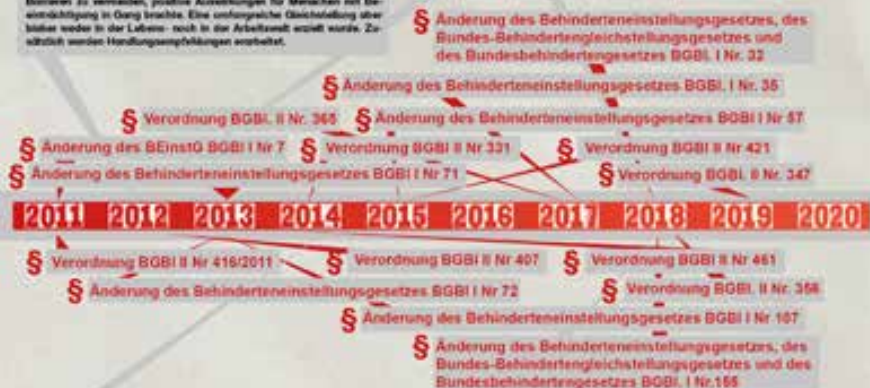 Barrieren zu vermeiden, positive Auswirkungen für Menschen mit Be-
einträchtigung in Gang brachte. Eine umfangreiche Gleichstellung aber
bisher weder in der Lebens- noch in der Arbeitswelt erzielt wurde. Zu-
sätzlich werden Handlungsempfehlungen erarbeitet.
§ Änderung des Behinderteneinstellungsgesetzes, des
Bundes-Behindertengleichstellungsgesetzes und
des Bundesbehindertengesetzes BGBl. I Nr. 32
§ Änderung des Behinderteneinstellungsgesetzes BGBl. I Nr. 35
§ Verordnung BGBl. II Nr. 365
§ Änderung des Behinderteneinstellungsgesetzes BGBl I Nr 57
§ Änderung des BEinstG BGBl I Nr 7
§ Verordnung BGBl II Nr 331
§ Verordnung BGBl II Nr 421
§ Änderung des Behinderteneinstellungsgesetzes BGBl I Nr 71
§ Verordnung BGBl. II Nr. 347
2011 2012 2013 2014 2015 2016 2017 2018 2019 2020
§ Verordnung BGBl II Nr 416/2011
§ Verordnung BGBl II Nr 407
§ Verordnung BGBl II Nr 461
§ Änderung des Behinderteneinstellungsgesetzes BGBl I Nr 72
§ Verordnung BGBl. II Nr. 358
§ Änderung des Behinderteneinstellungsgesetzes BGBl I Nr 107
§ Änderung des Behinderteneinstellungsgesetzes, des
Bundes-Behindertengleichstellungsgesetzes und des
Bundesbehindertengesetzes BGBl. I Nr.155